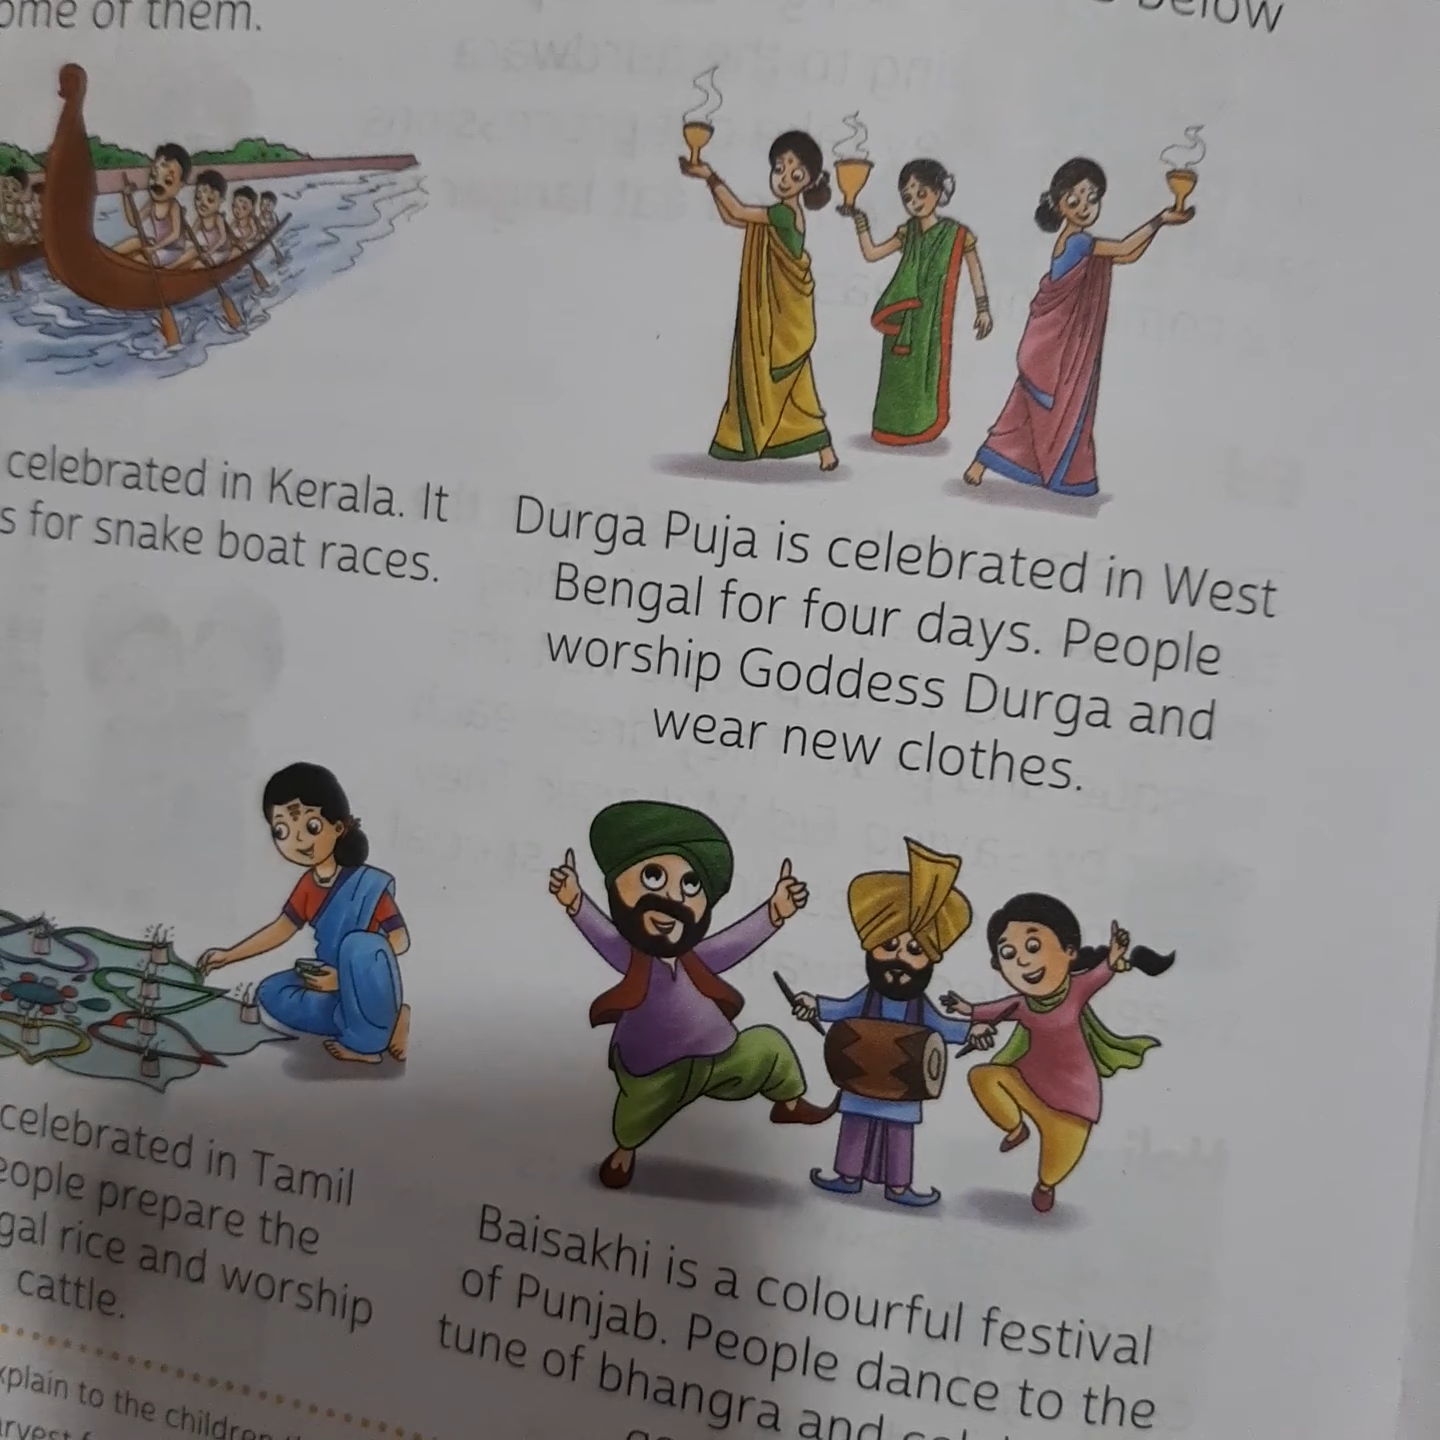 ome of them.
below
celebrated in Kerala. It
s for snake boat races.
Durga Puja is celebrated in West
Bengal for four days. People
worship Goddess Durga and
wear new clothes.
celebrated in Tamil
eople prepare the
gal rice and worship
cattle.
Baisakhi is a colourful festival
of Punjab. People dance to the
tune of bhangra and
xplain to the children